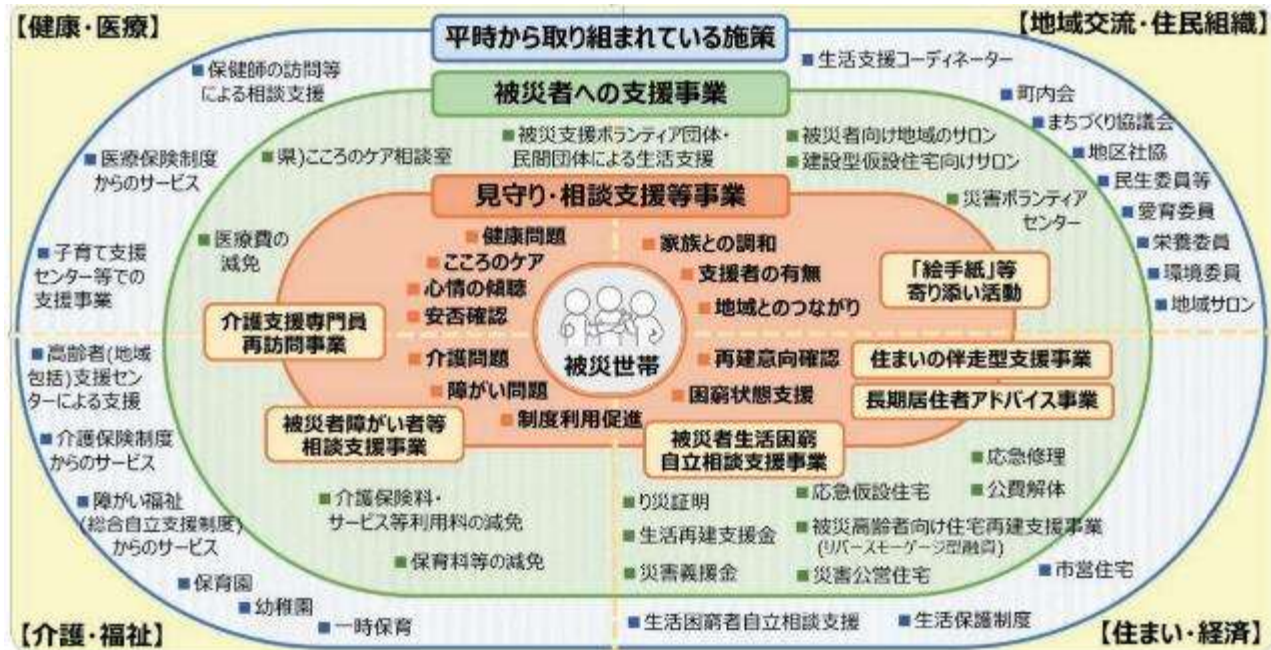 【健康・医療】
【地域交流・住民組織】
平時から取り組まれている施策
■保健師の訪問等
による相談支援
■生活支援コーディネーター
被災者への支援事業
■町内会
■まちづくり協議会
■地区社協
■民生委員等
■愛育委員
■栄養委員
■環境委員
■地域サロン
■医療保険制度
からのサービス
■県)こころのケア相談室
■被災支援ボランティア団体・
民間団体による生活支援
■被災者向け地域のサロン
■建設型仮設住宅向けサロン
■災害ボランティア
センター
見守り・相談支援等事業
■子育て支援
センター等での
支援事業
■医療費の
減免
■健康問題
■こころのケア
■心情の傾聴
■安否確認
■家族との調和
■支援者の有無
■地域とのつながり
「絵手紙」等
寄り添い活動
介護支援専門員
再訪問事業
被災世帯
■介護問題
■障がい問題
■制度利用促進
■再建意向確認
■困窮状態支援
住まいの伴走型支援事業
長期居住者アドバイス事業
■高齢者(地域
包括)支援セン
ターによる支援
被災者障がい者等
相談支援事業
被災者生活困窮
自立相談支援事業
■介護保険制度
からのサービス
■障がい福祉
(総合自立支援制度)
からのサービス
■介護保険料・
サービス等利用料の減免
■保育料等の減免
■り災証明
■生活再建支援金
■災害義援金
■応急仮設住宅
■被災高齢者向け住宅再建支援事業
(リバースモーゲージ型融資)
■災害公営住宅
■応急修理
■公費解体
■市営住宅
■保育園
■幼稚園
■一時保育
■生活困窮者自立相談支援
■生活保護制度
【介護・福祉】
【住まい・経済】